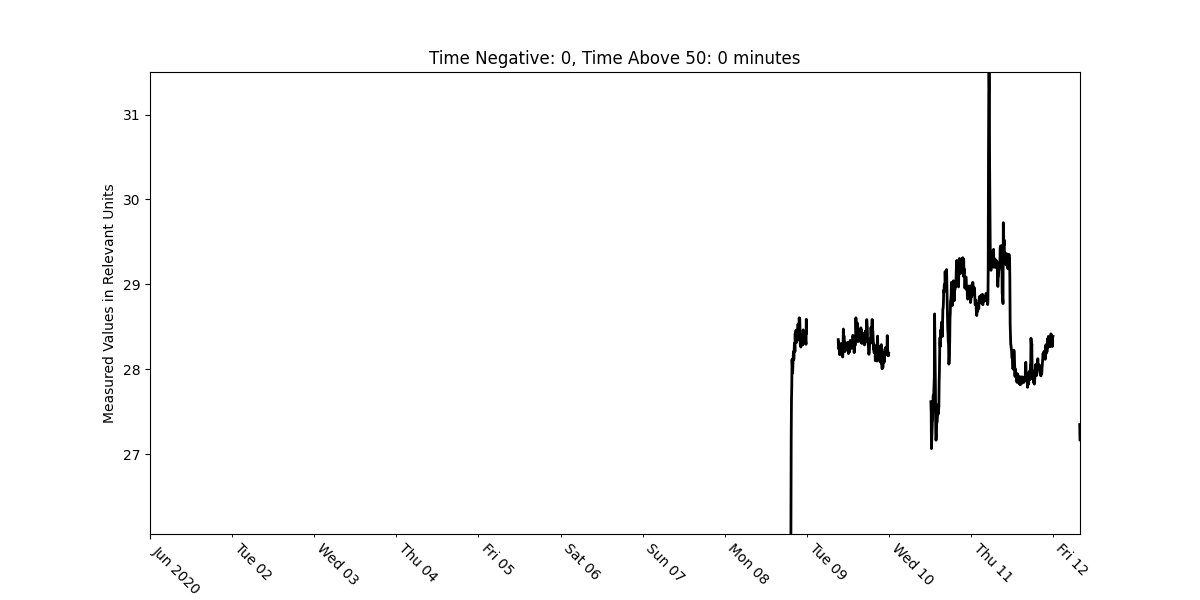 Time Negative: 0, Time Above 50: 0 minutes
Measured Values in Relevant Units
31
30
29
28
27
Jun 2020
Tue 02
Wed 03
Thu 04
Fri 05
Sat 06
Sun 07
Mon 08
Tue 09
Wed 10
Thu 11
Fri 12